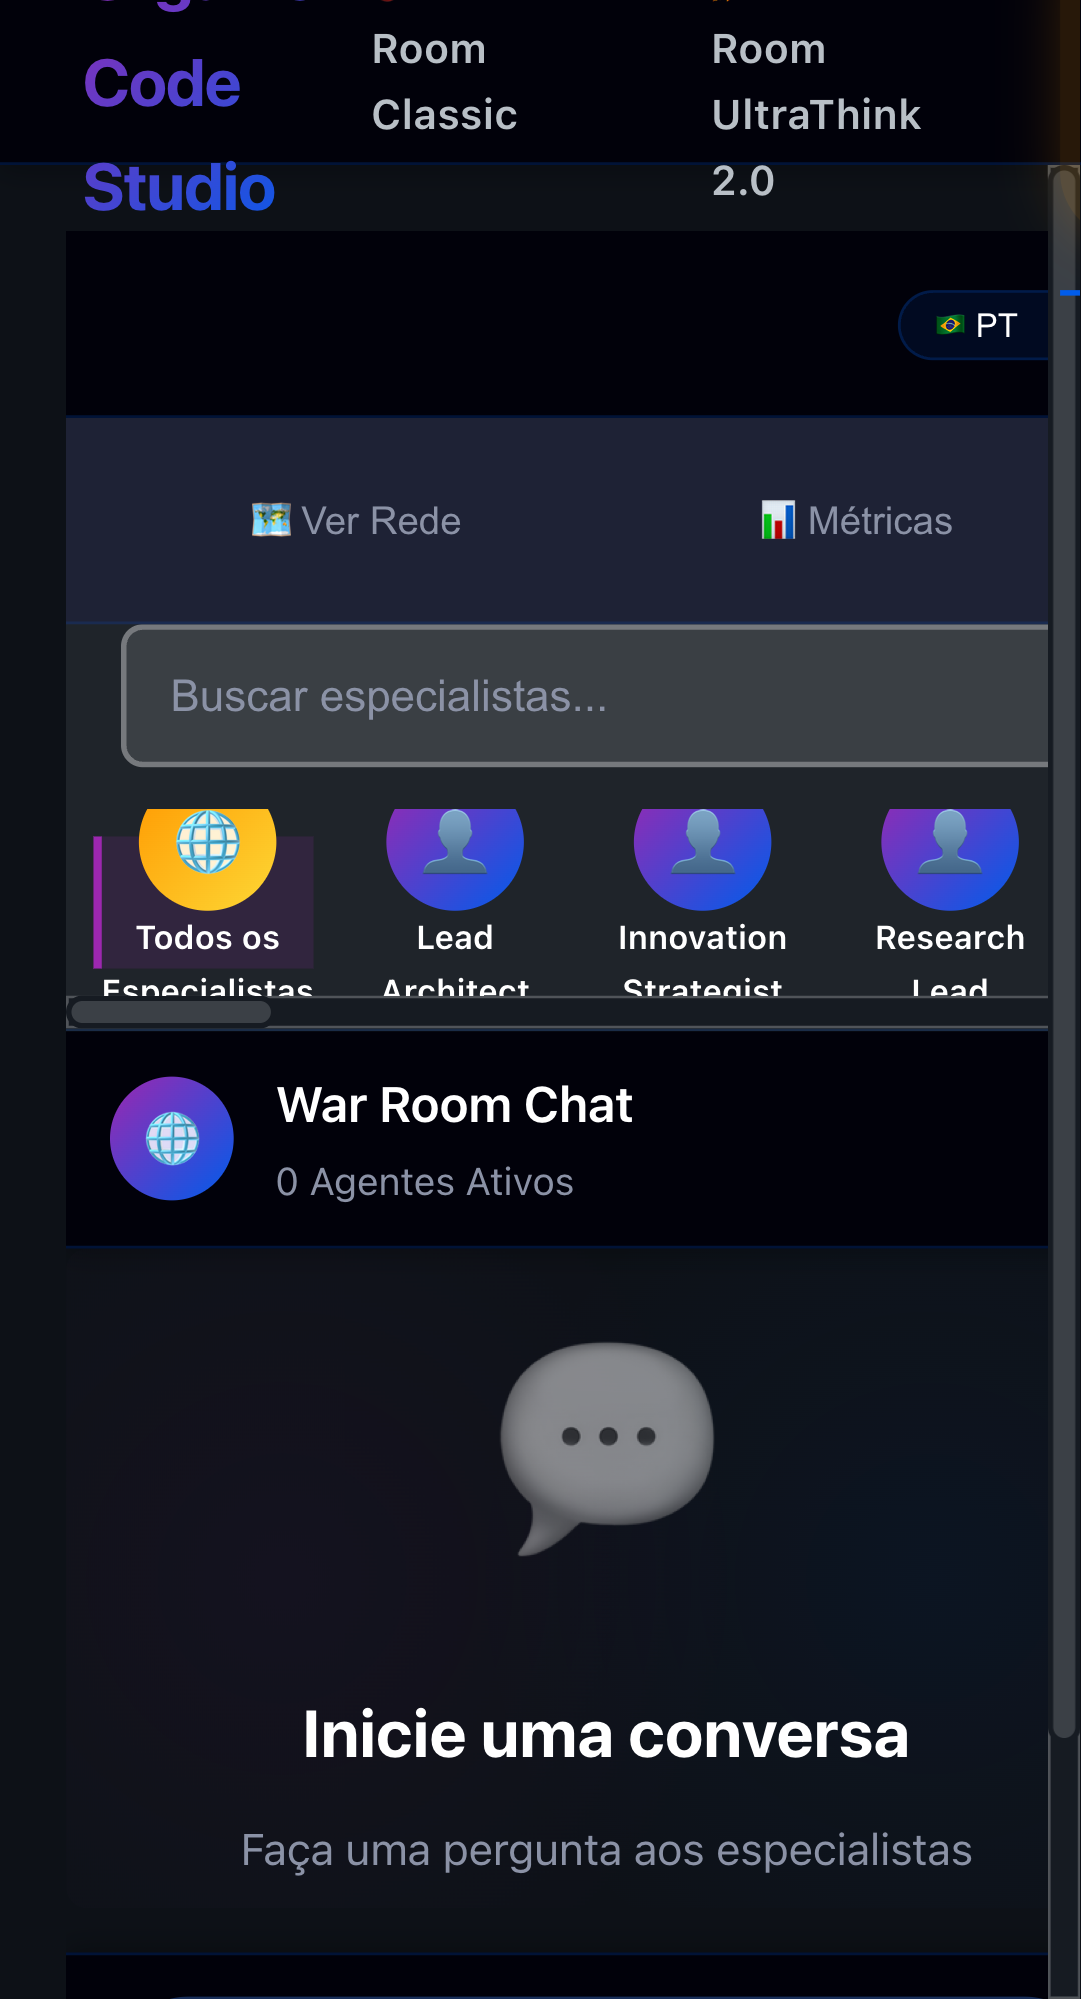 Code
Studio
Room
Classic
Room
UltraThink
2.0
PT
Ver Rede
Métricas
Buscar especialistas...
Todos os
Especialistas
Lead
Architect
Innovation
Strategist
Research
Lead
War Room Chat
0 Agentes Ativos
Inicie uma conversa
Faça uma pergunta aos especialistas